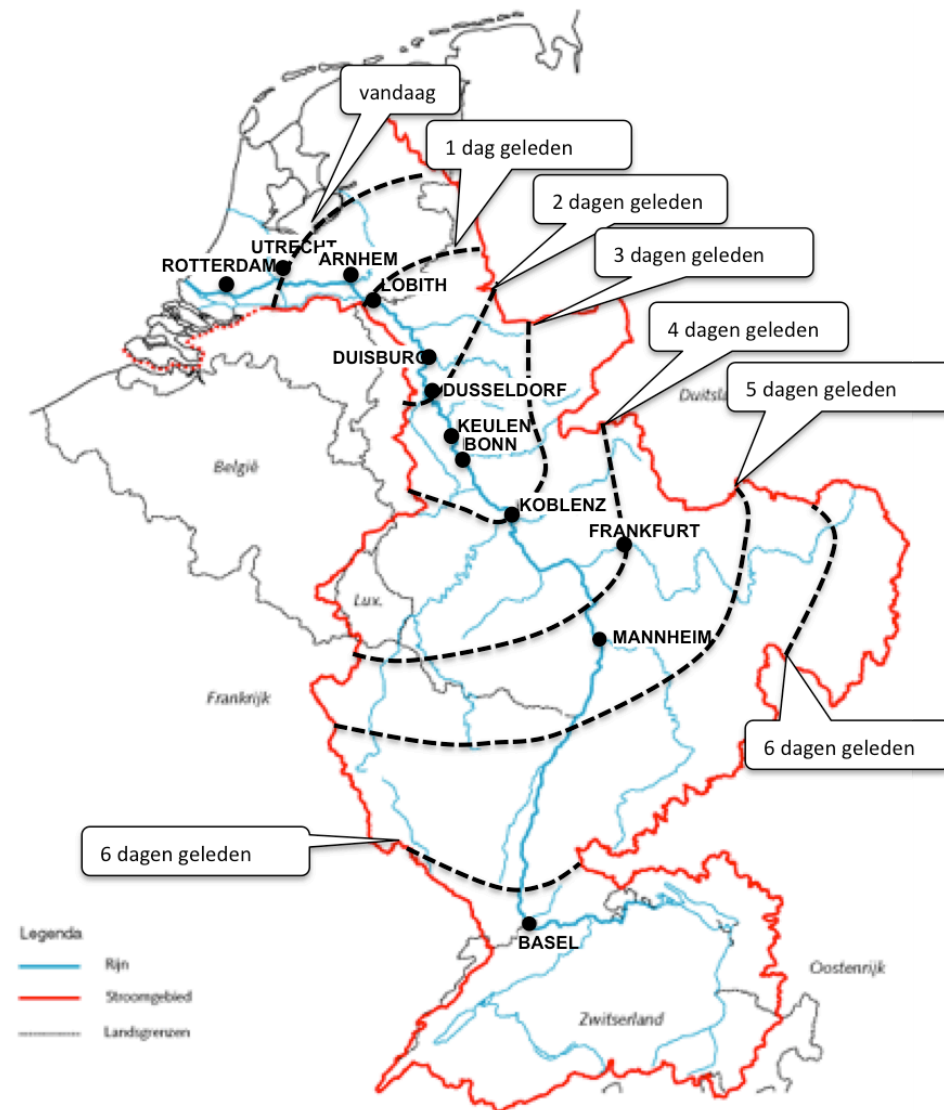 vandaag
1 dag geleden
2 dagen geleden
3 dagen geleden
UTRECHT
ARNHEM
ROTTERDAM
LOBITH
4 dagen geleden
DUISBURG
5 dagen geleden
DUSSELDORF
KEULEN
BONN
België
KOBLENZ
FRANKFURT
Lux.
MANNHEIM
Frankrijk
6 dagen geleden
6 dagen geleden
BASEL
Legenda
Rijn
Stroomgebied
Landsgrenzen
Oostenrijk
Zwitserland